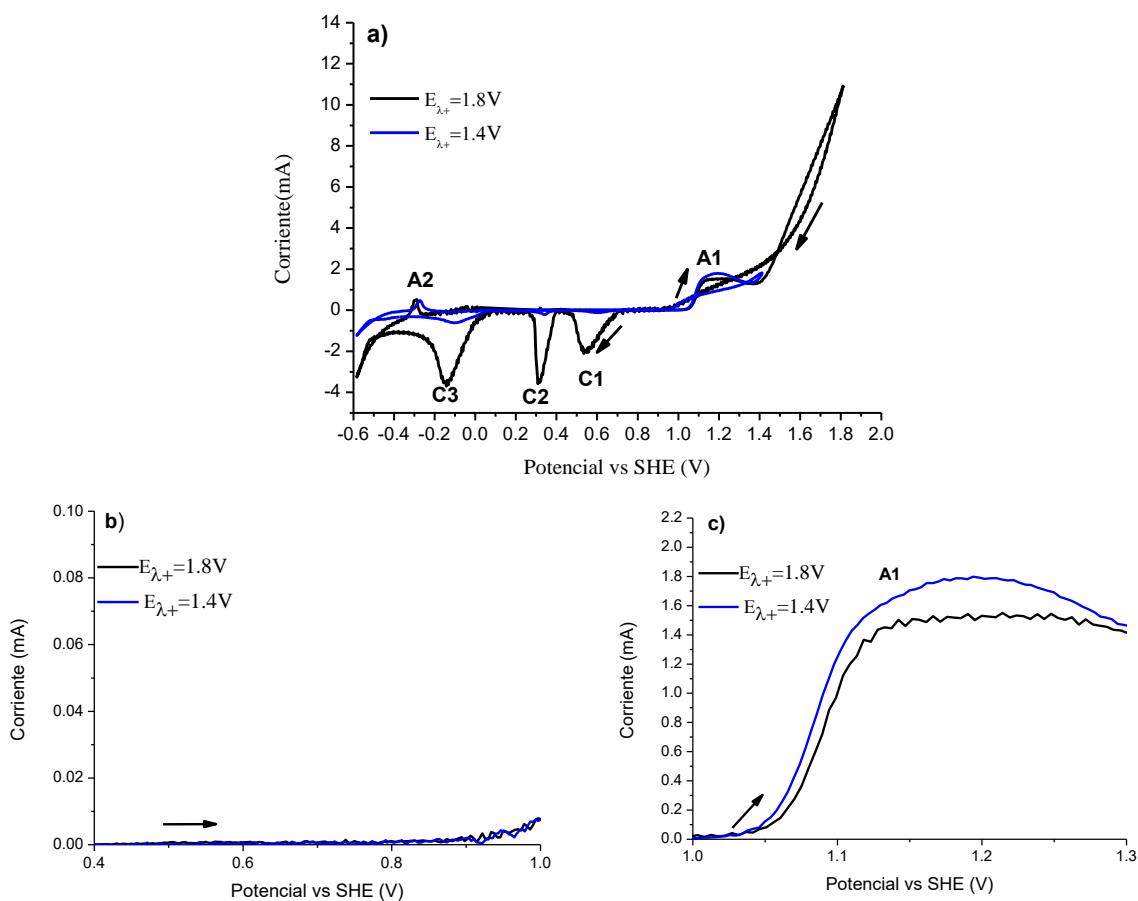 a)
14
12
10
8
6
4
2
0
-2
-4
Corriente(mA)
E_λ+=1.8V
E_λ+=1.4V
A2
A1
C3
C2
C1
-0.6 -0.4 -0.2 0.0 0.2 0.4 0.6 0.8 1.0 1.2 1.4 1.6 1.8 2.0
Potencial vs SHE (V)
b)
0.10
0.08
0.06
0.04
0.02
0.00
Corriente (mA)
E_λ+=1.8V
E_λ+=1.4V
0.4 0.6 0.8 1.0
Potencial vs SHE (V)
c)
2.2
2.0
1.8
1.6
1.4
1.2
1.0
0.8
0.6
0.4
0.2
0.0
Corriente (mA)
E_λ+=1.8V
E_λ+=1.4V
A1
1.0 1.1 1.2 1.3
Potencial vs SHE (V)